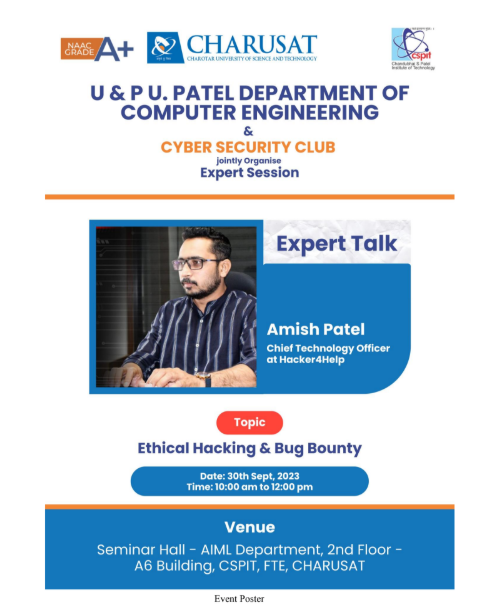 NAAC
GRADE A+
CHARUSAT
CHAROTAR UNIVERSITY OF SCIENCE AND TECHNOLOGY
cspit
Chandubhai S Patel
Institute of Technology
U & P U. PATEL DEPARTMENT OF
COMPUTER ENGINEERING
&
CYBER SECURITY CLUB
jointly Organise
Expert Session
Expert Talk
Amish Patel
Chief Technology Officer
at Hacker4Help
Topic
Ethical Hacking & Bug Bounty
Date: 30th Sept, 2023
Time: 10:00 am to 12:00 pm
Venue
Seminar Hall - AIML Department, 2nd Floor -
A6 Building, CSPIT, FTE, CHARUSAT
Event Poster